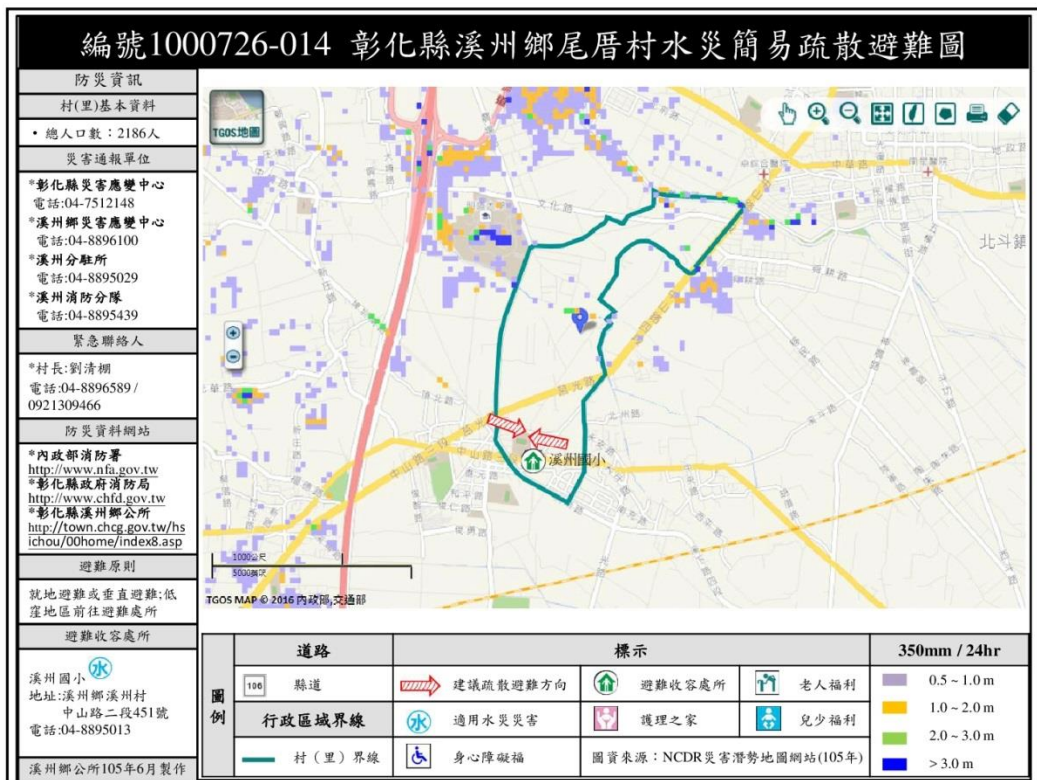 編號1000726-014 彰化縣溪州鄉尾厝村水災簡易疏散避難圖
防災資訊
村(里)基本資料
• 總人口數：2186人
災害通報單位
*彰化縣災害應變中心
電話:04-7512148
*溪州鄉災害應變中心
電話:04-8896100
*溪州分駐所
電話:04-8895029
*溪州消防分隊
電話:04-8895439
緊急聯絡人
*村長:劉清棚
電話:04-8896589 /
0921309466
防災資料網站
*內政部消防署
http://www.nfa.gov.tw
*彰化縣政府消防局
http://www.chfd.gov.tw
*彰化縣溪州鄉公所
http://town.chcg.gov.tw/hs
ichou/00home/index8.asp
避難原則
就地避難或垂直避難;低
窪地區前往避難處所
避難收容處所
水
溪州國小
地址:溪州鄉溪州村
中山路二段451號
電話:04-8895013
溪州鄉公所105年6月製作
TGOS地圖
文化路
中華路
北斗鎮
斗苑路
北州路
中山路三段
中山路
溪州國小
1000公尺
5000英呎
TGOS MAP © 2016 內政部,交通部
圖例
道路
標示
350mm / 24hr
106 縣道
建議疏散避難方向
避難收容處所
老人福利
0.5 ~ 1.0 m
行政區域界線
水 適用水災災害
護理之家
兒少福利
1.0 ~ 2.0 m
2.0 ~ 3.0 m
村（里）界線
身心障礙福
圖資來源：NCDR災害潛勢地圖網站(105年)
> 3.0 m